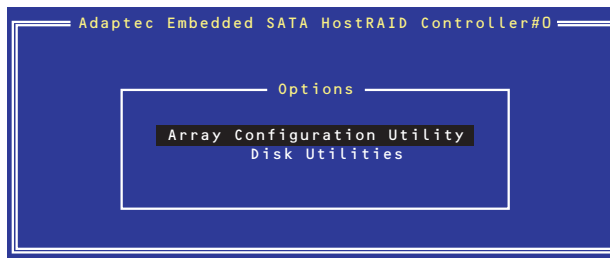 Adaptec Embedded SATA HostRAID Controller#0
Options
Array Configuration Utility
Disk Utilities